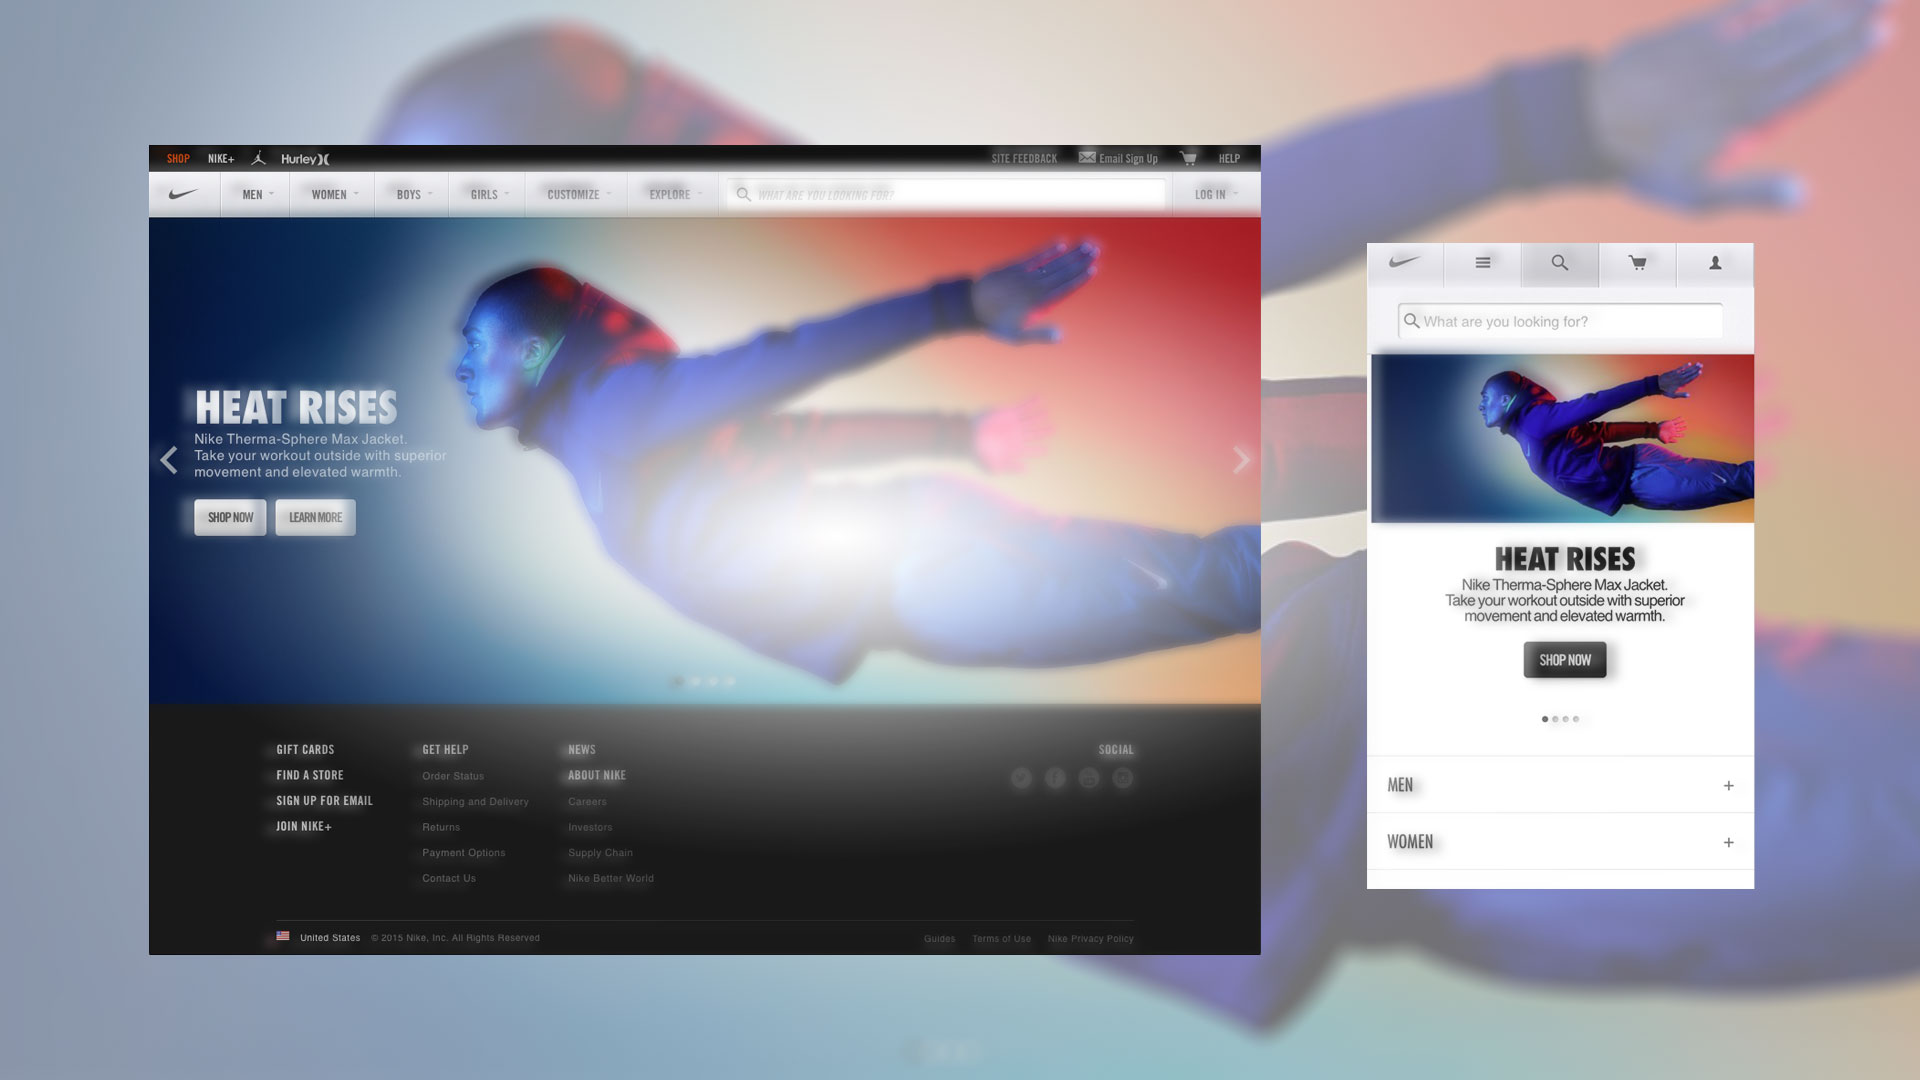 SHOP NIKE+ Hurley SITE FEEDBACK Email Sign Up HELP
MEN WOMEN BOYS GIRLS CUSTOMIZE EXPLORE WHAT ARE YOU LOOKING FOR? LOG IN
HEAT RISES
Nike Therma-Sphere Max Jacket.
Take your workout outside with superior
movement and elevated warmth.
SHOP NOW LEARN MORE
GIFT CARDS
FIND A STORE
SIGN UP FOR EMAIL
JOIN NIKE+
GET HELP
Order Status
Shipping and Delivery
Returns
Payment Options
Contact Us
NEWS
ABOUT NIKE
Careers
Investors
Supply Chain
Nike Better World
SOCIAL
United States © 2015 Nike, Inc. All Rights Reserved
Guides Terms of Use Nike Privacy Policy
What are you looking for?
HEAT RISES
Nike Therma-Sphere Max Jacket.
Take your workout outside with superior
movement and elevated warmth.
SHOP NOW
MEN +
WOMEN +